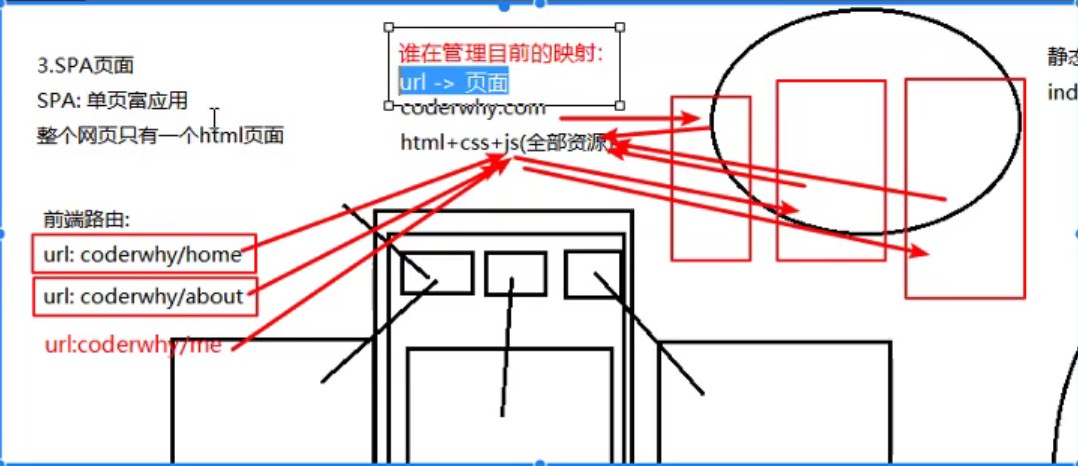 3.SPA页面
SPA: 单页富应用
整个网页只有一个html页面
谁在管理目前的映射:
url -> 页面
coderwhy.com
html+css+js(全部资源)
静态
ind
前端路由:
url: coderwhy/home
url: coderwhy/about
url:coderwhy/me